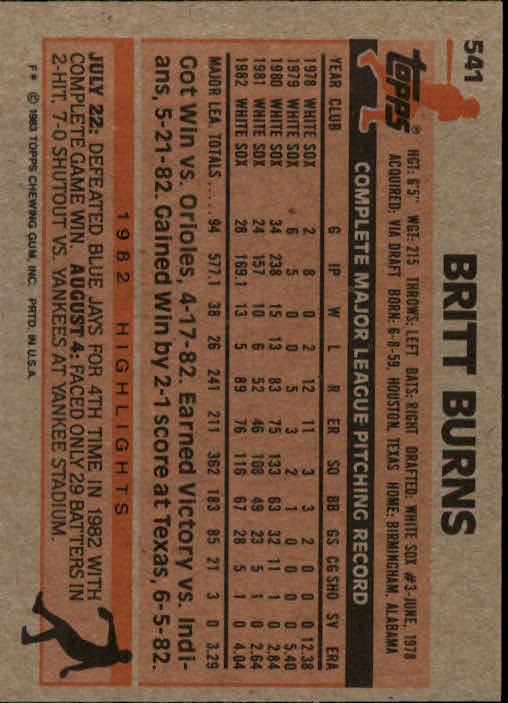 541
topps®
BRITT BURNS
HGT: 6'5" WGT: 215 THROWS: LEFT BATS: RIGHT DRAFTED: WHITE SOX #3-JUNE, 1978
ACQUIRED: VIA DRAFT BORN: 6-8-59, HOUSTON, TEXAS HOME: BIRMINGHAM, ALABAMA
COMPLETE MAJOR LEAGUE PITCHING RECORD
YEAR CLUB G IP W L R ER SO BB GS CG SHO SV ERA
1978 WHITE SOX 2 8 0 2 12 11 3 3 2 0 0 0 12.38
1979 WHITE SOX 6 5 0 0 5 3 2 1 0 0 0 0 5.40
1980 WHITE SOX 34 238 15 13 83 75 133 63 32 11 1 0 2.84
1981 WHITE SOX 24 157 10 6 52 46 108 49 23 5 1 0 2.64
1982 WHITE SOX 28 169.1 13 5 89 76 116 67 28 5 1 0 4.04
MAJOR LEA. TOTALS ..... 94 577.1 38 26 241 211 362 183 85 21 3 0 3.29
Got Win vs. Orioles, 4-17-82. Earned Victory vs. Indi-
ans, 5-21-82. Gained Win by 2-1 score at Texas, 6-5-82.
1982 HIGHLIGHTS
JULY 22: DEFEATED BLUE JAYS FOR 4TH TIME IN 1982 WITH
COMPLETE GAME WIN. AUGUST 4: FACED ONLY 29 BATTERS IN
2-HIT, 7-0 SHUTOUT VS. YANKEES AT YANKEE STADIUM.
F* © 1983 TOPPS CHEWING GUM, INC. PRTD. IN U.S.A.